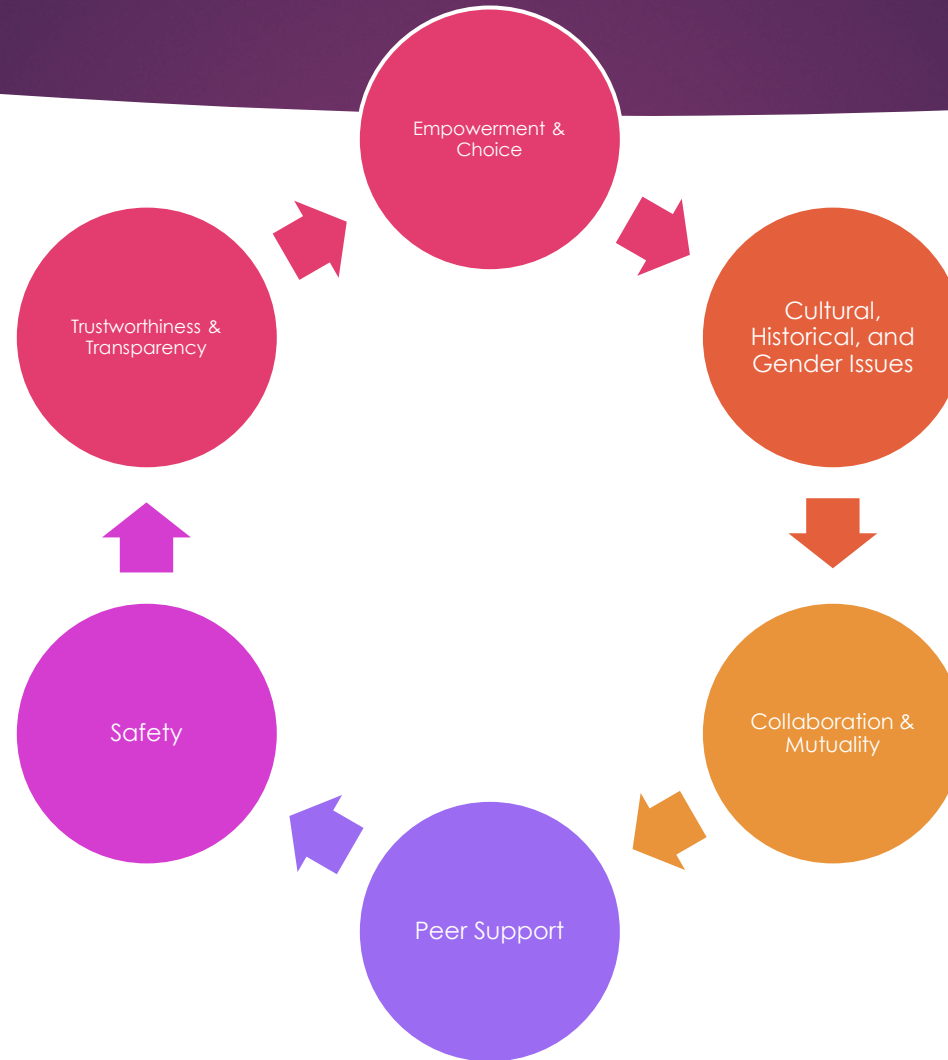 Empowerment &
Choice
Cultural,
Historical, and
Gender Issues
Collaboration &
Mutuality
Peer Support
Safety
Trustworthiness &
Transparency